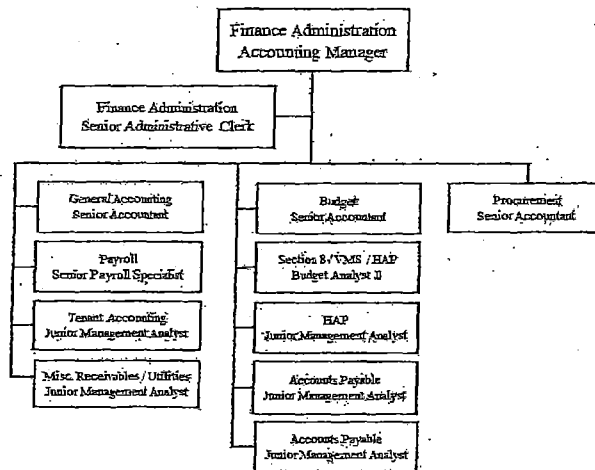 Finance Administration
Accounting Manager
Finance Administration
Senior Administrative Clerk
General Accounting
Senior Accountant
Payroll
Senior Payroll Specialist
Tenant Accounting
Junior Management Analyst
Misc. Receivables / Utilities
Junior Management Analyst
Budget
Senior Accountant
Section 8 / VMS / HAP
Budget Analyst II
HAP
Junior Management Analyst
Accounts Payable
Junior Management Analyst
Accounts Payable
Junior Management Analyst
Procurement
Senior Accountant